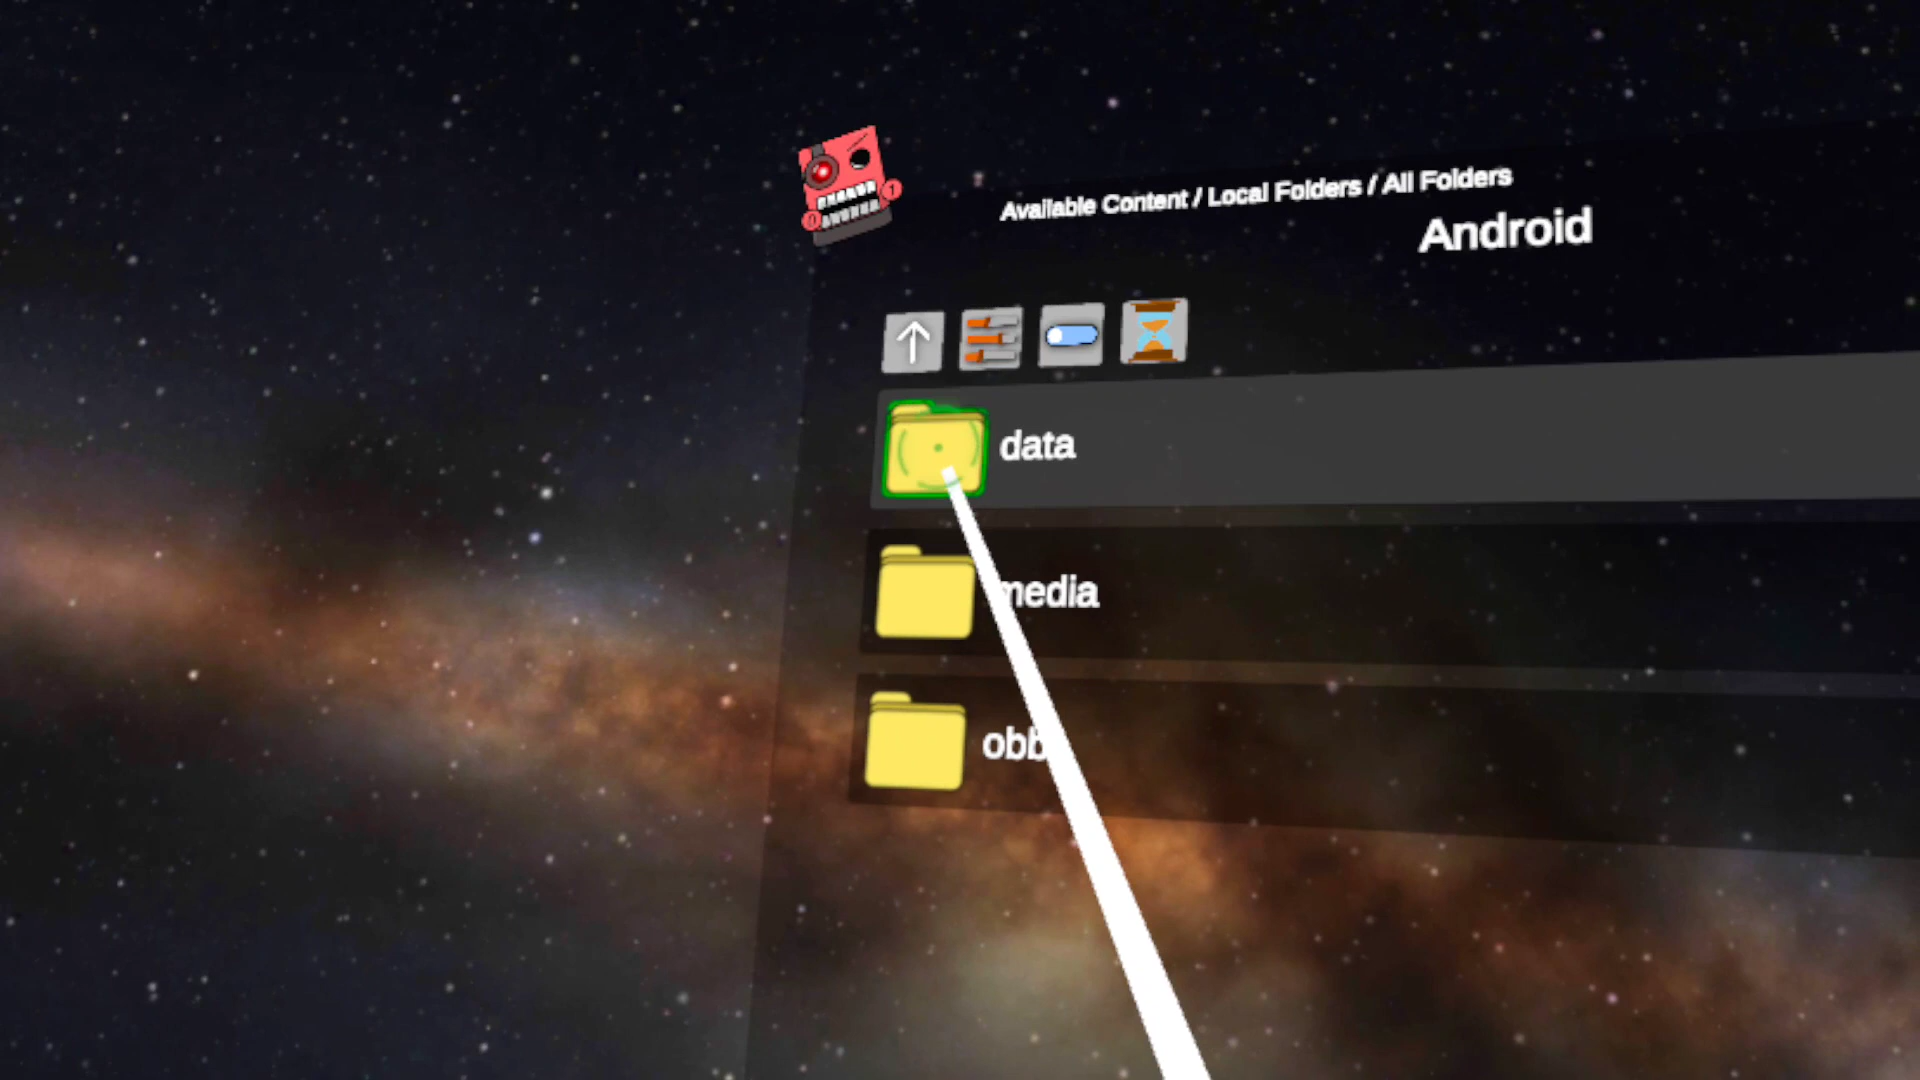 Available Content / Local Folders / All Folders
Android
data
media
obb